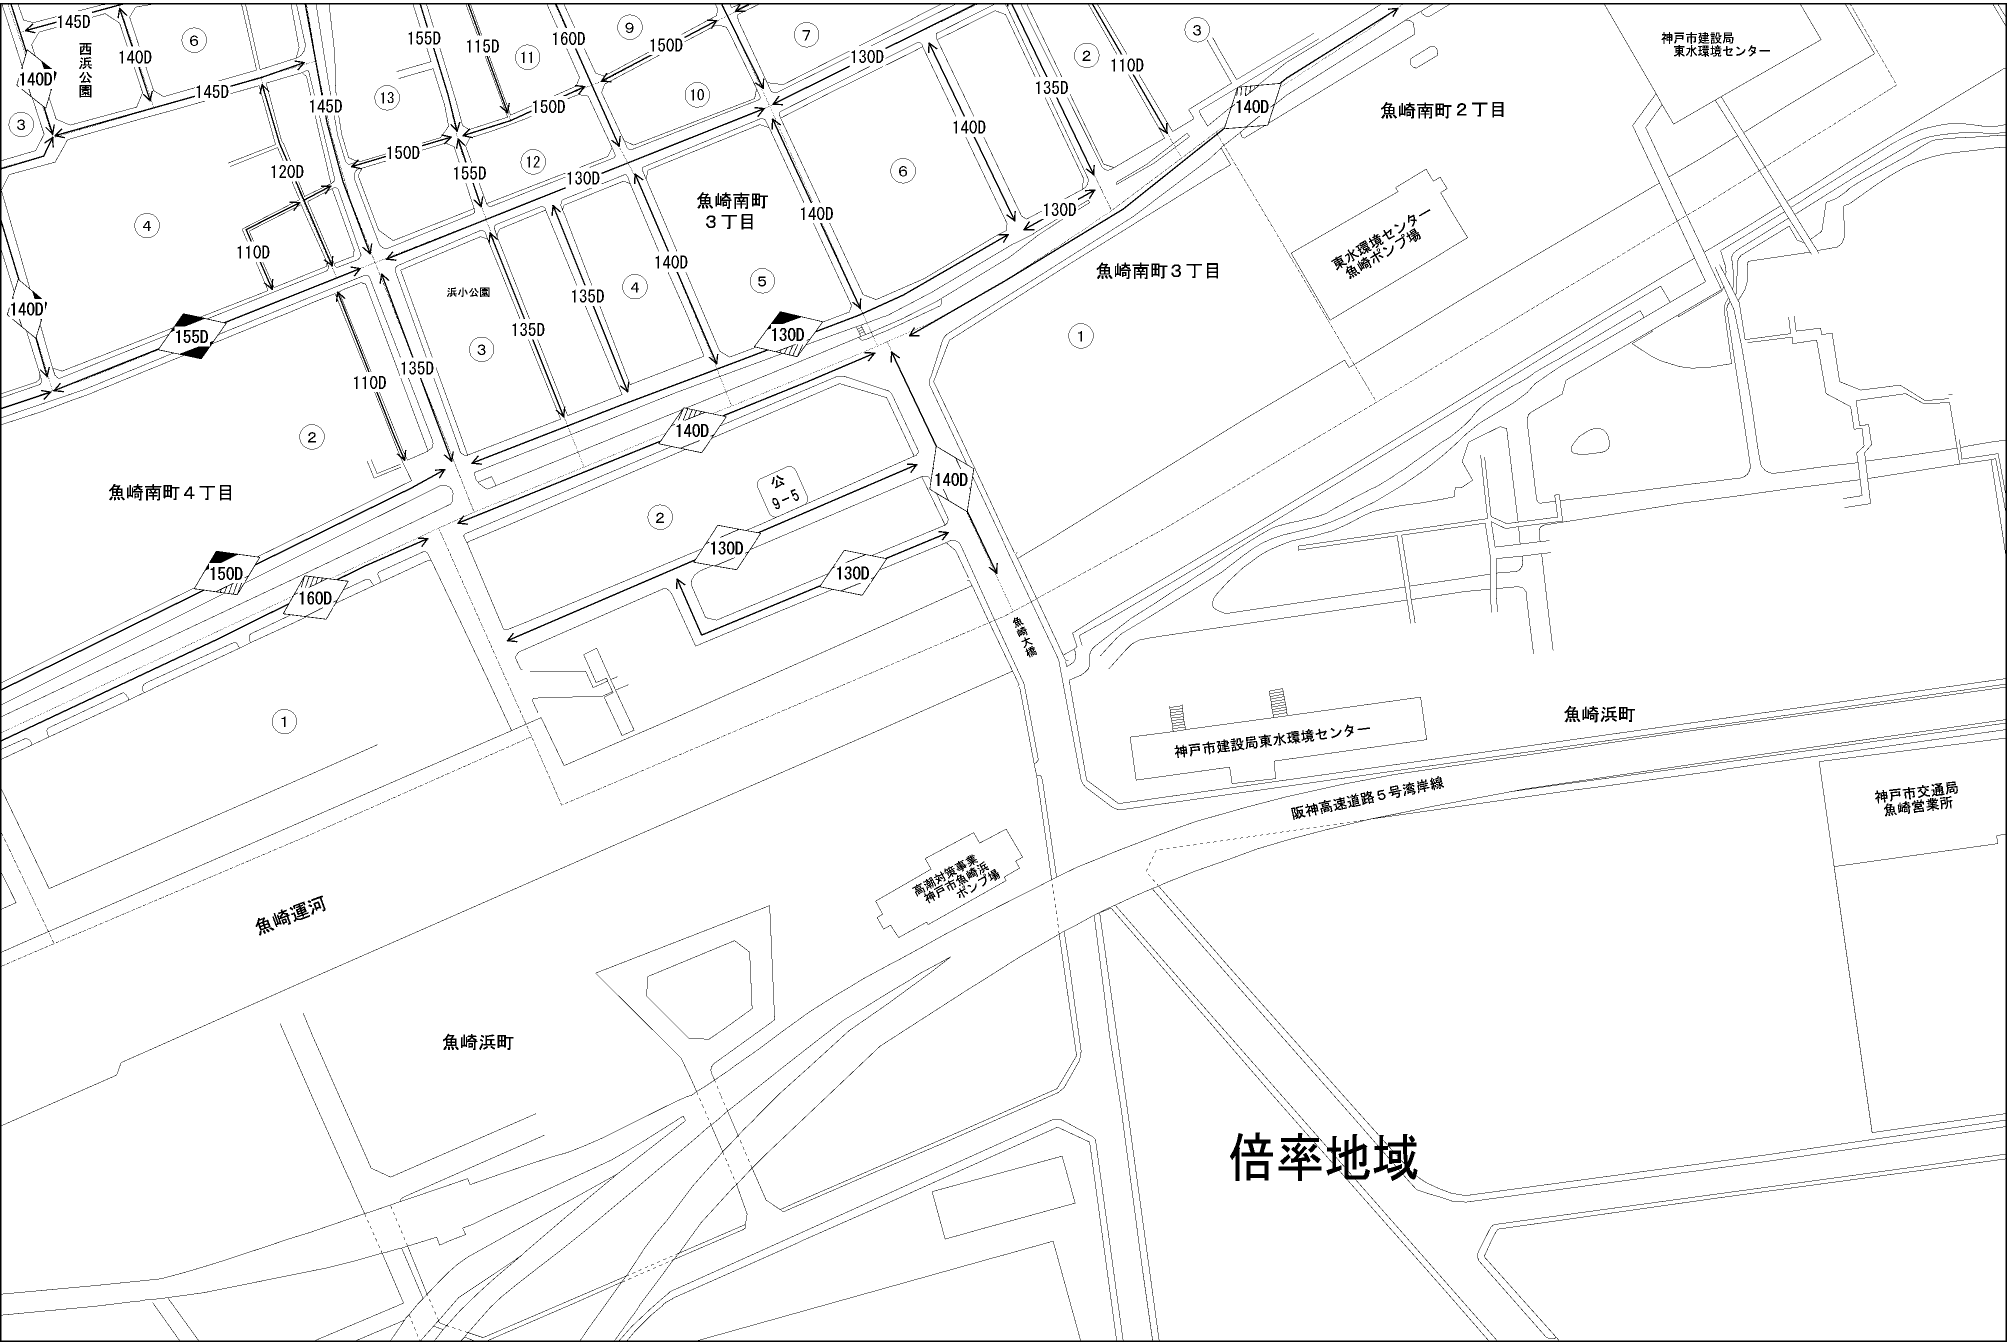 145D
140D
西浜公園
6
140D
145D
3
145D
155D
115D
160D
9
150D
7
130D
11
13
150D
10
135D
2
110D
3
140D
140D
神戸市建設局
東水環境センター
魚崎南町２丁目
120D
150D
155D
12
130D
6
魚崎南町
３丁目
140D
140D
130D
4
110D
140D
155D
浜小公園
135D
135D
4
5
140D
130D
魚崎南町３丁目
東水環境センター
魚崎ポンプ場
1
3
110D
135D
2
140D
魚崎南町４丁目
公
9-5
2
140D
130D
130D
150D
160D
魚崎大橋
1
神戸市建設局東水環境センター
魚崎浜町
阪神高速道路５号湾岸線
神戸市交通局
魚崎営業所
高潮対策事業
神戸市魚崎浜
ポンプ場
魚崎運河
魚崎浜町
倍率地域